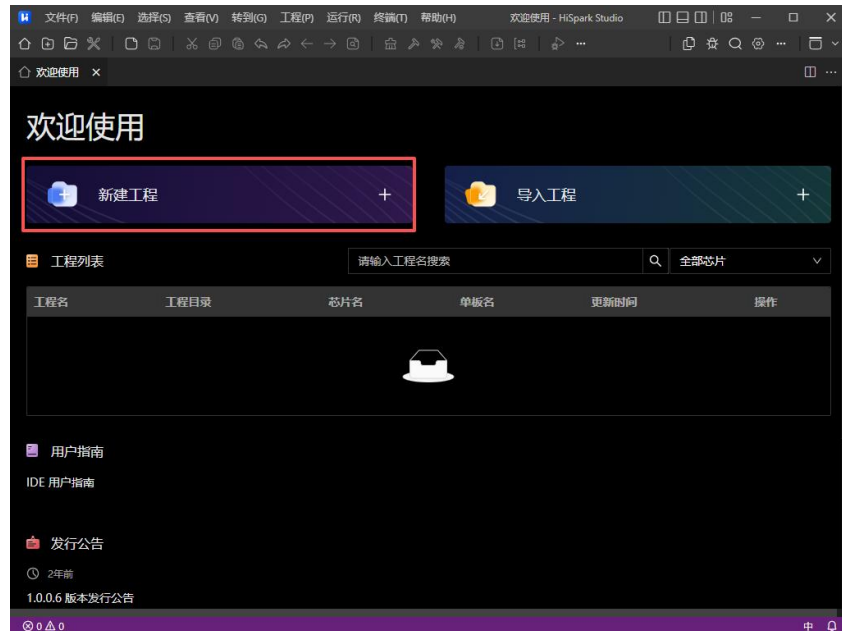 文件(F) 编辑(E) 选择(S) 查看(V) 转到(G) 工程(P) 运行(R) 终端(T) 帮助(H) 欢迎使用 - HiSpark Studio
欢迎使用
欢迎使用
新建工程
导入工程
工程列表 请输入工程名搜索 全部芯片
工程名 工程目录 芯片名 单板名 更新时间 操作
用户指南
IDE 用户指南
发行公告
2年前
1.0.0.6 版本发行公告
0 0 中